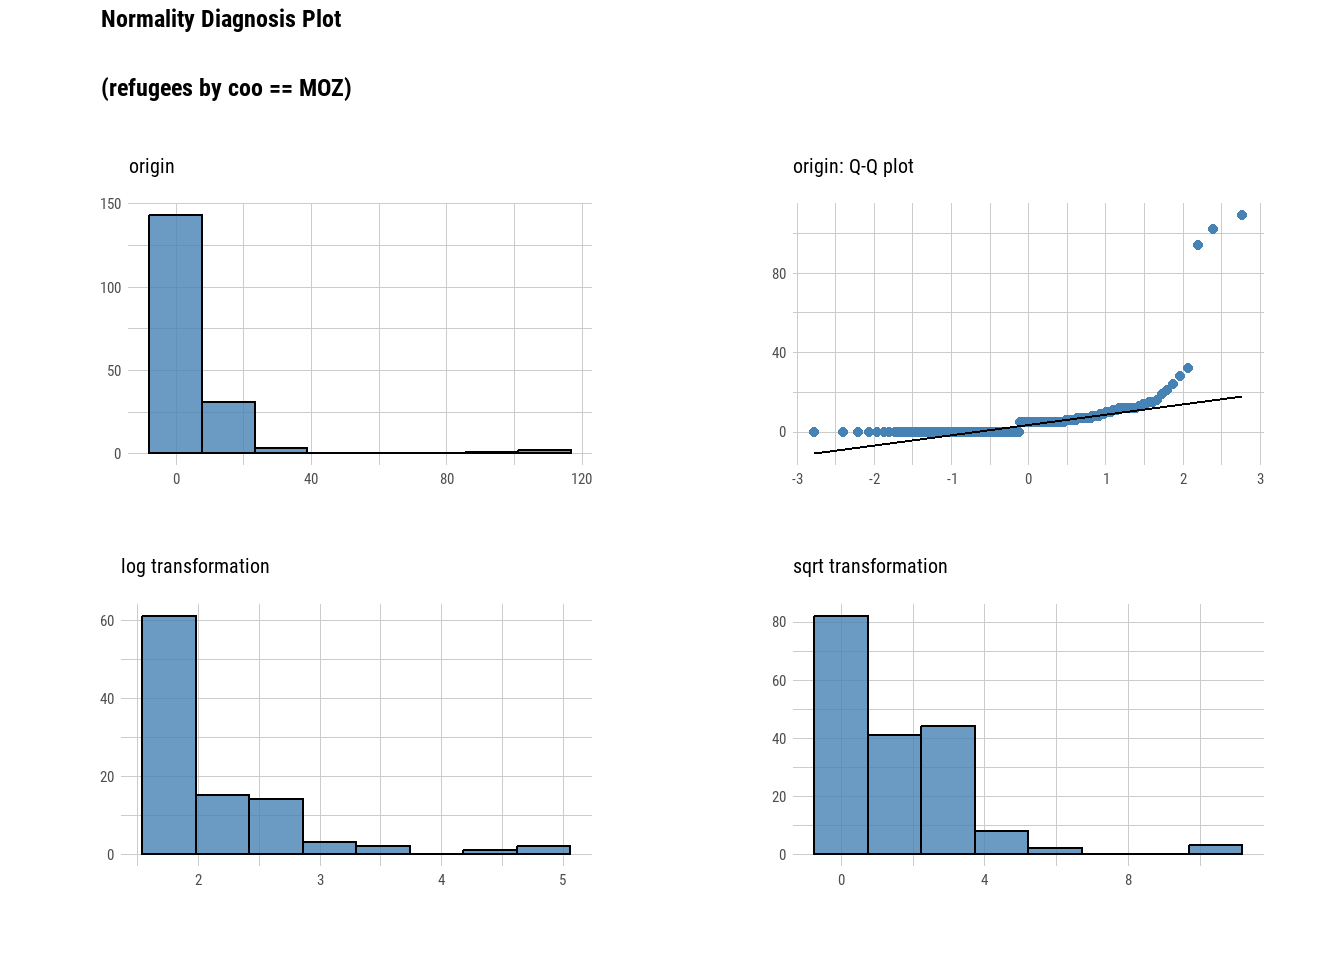 Normality Diagnosis Plot
(refugees by coo == MOZ)
origin
150
100
50
0
0 40 80 120
origin: Q-Q plot
80
40
0
-3 -2 -1 0 1 2 3
log transformation
60
40
20
0
2 3 4 5
sqrt transformation
80
60
40
20
0
0 4 8